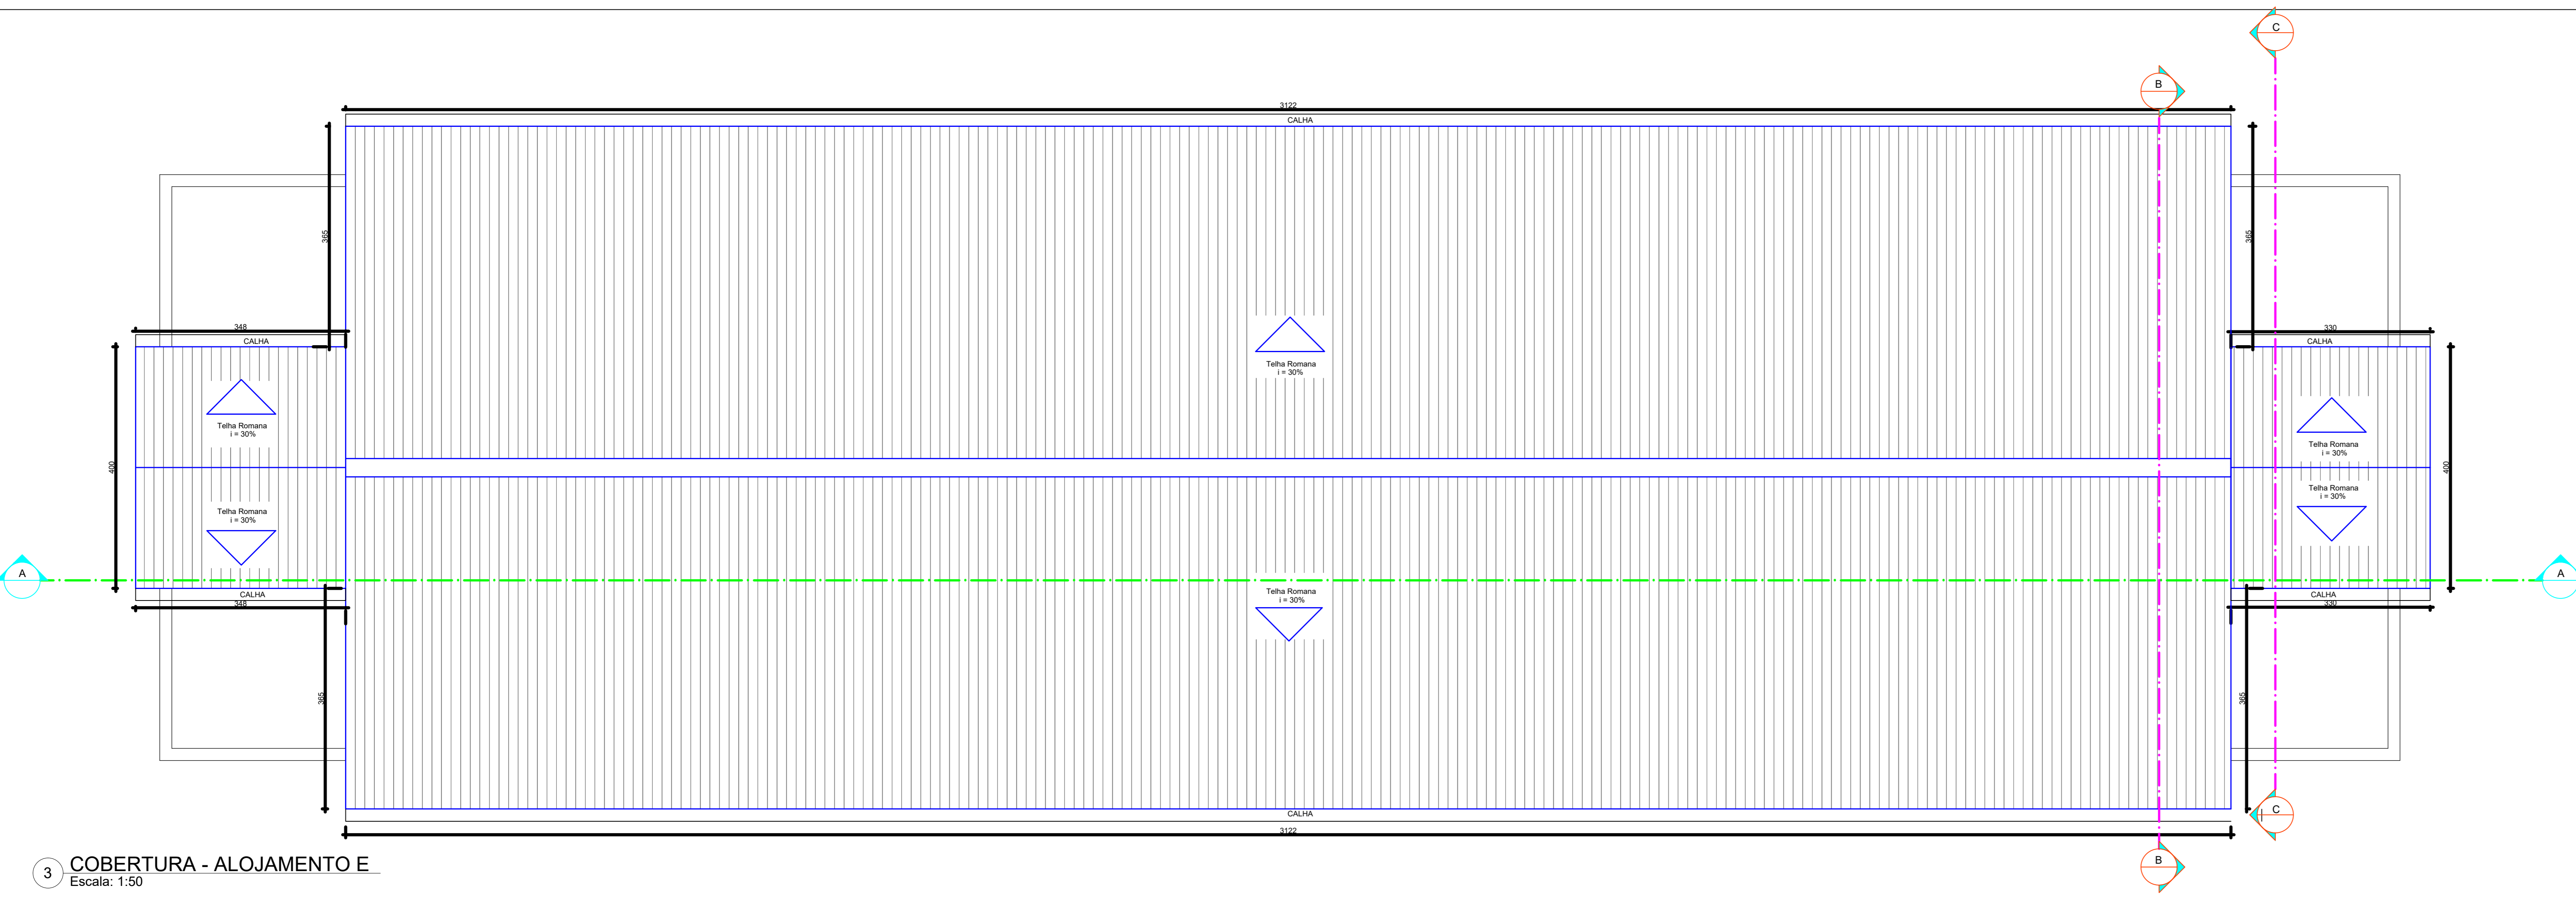 C
B
3122
CALHA
365
365
348
330
CALHA
CALHA
Telha Romana
i = 30%
Telha Romana
i = 30%
Telha Romana
i = 30%
400
400
Telha Romana
i = 30%
Telha Romana
i = 30%
A
A
Telha Romana
i = 30%
CALHA
CALHA
348
330
365
365
CALHA
C
3122
B
3
COBERTURA - ALOJAMENTO E
Escala: 1:50